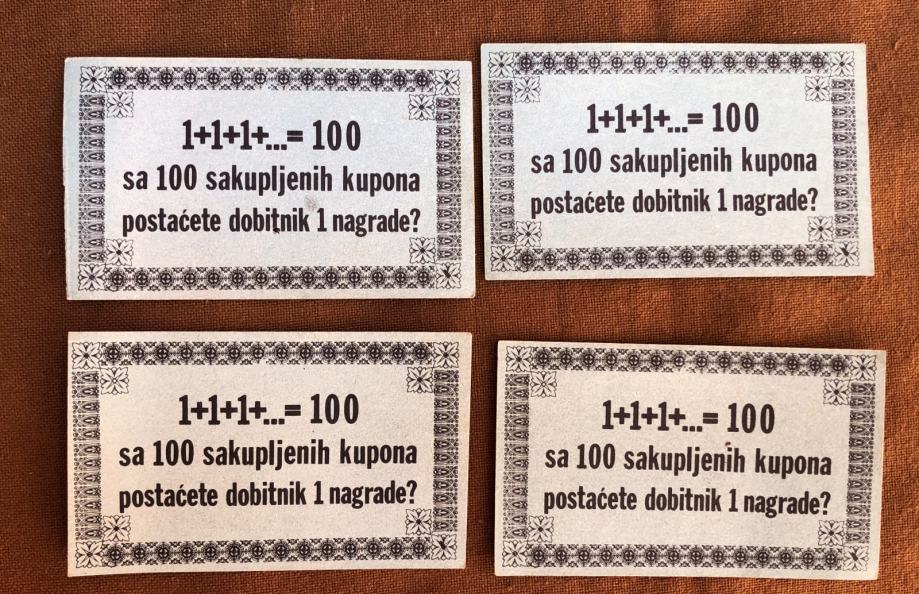 1+1+1+...= 100
sa 100 sakupljenih kupona
postaćete dobitnik 1 nagrade?
1+1+1+...= 100
sa 100 sakupljenih kupona
postaćete dobitnik 1 nagrade?
1+1+1+...= 100
sa 100 sakupljenih kupona
postaćete dobitnik 1 nagrade?
1+1+1+...= 100
sa 100 sakupljenih kupona
postaćete dobitnik 1 nagrade?